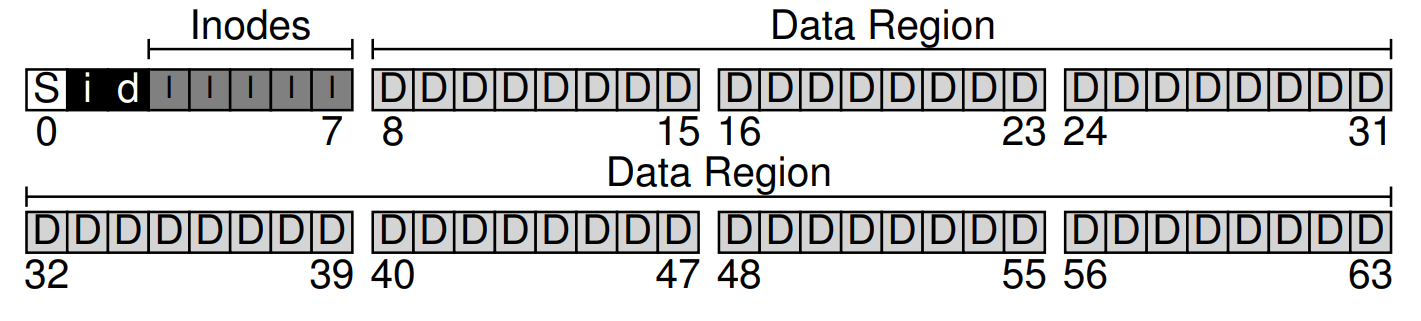 Inodes Data Region
S i d I I I I I D D D D D D D D D D D D D D D D D D D D D D D D
0 7 8 15 16 23 24 31
Data Region
D D D D D D D D D D D D D D D D D D D D D D D D D D D D D D D D
32 39 40 47 48 55 56 63